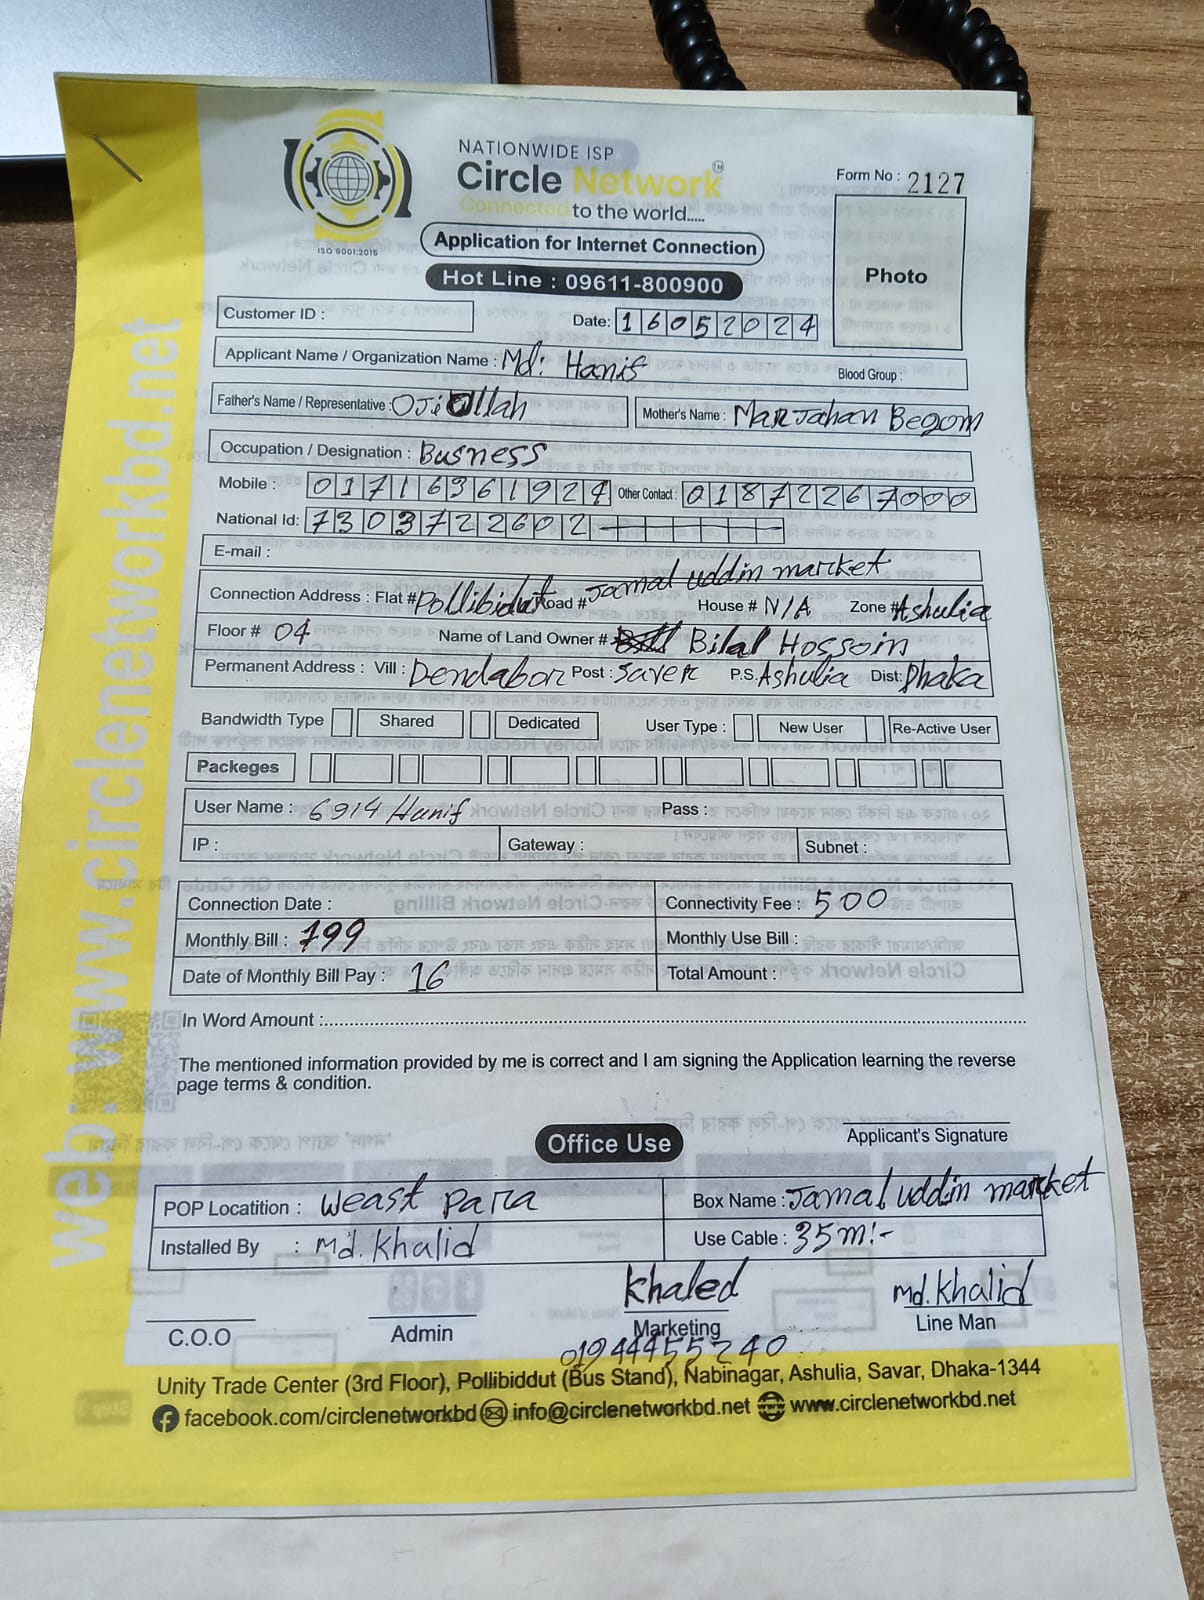 NATIONWIDE ISP
Circle Network™
Connected to the world.....
ISO 9001:2015
Form No : 2127
Application for Internet Connection
Hot Line : 09611-800900
Photo
Customer ID :
Date: 16052024
Applicant Name / Organization Name : Md: Hanif
Blood Group :
Father's Name / Representative : Ojiollah
Mother's Name : Marjahan Begom
Occupation / Designation : Busness
Mobile : 01716361924 Other Contact : 01872267000
National Id: 7303722602
E-mail :
Connection Address : Flat # Pollibidut Road # Jamal uddin market House # N/A Zone # Ashulia
Floor # 04 Name of Land Owner # Bilal Hossain
Permanent Address : Vill : Dendabor Post : Saver P.S. Ashulia Dist: Dhaka
Bandwidth Type Shared Dedicated User Type : New User Re-Active User
Packeges
User Name : 6914 Hanif Pass :
IP : Gateway : Subnet :
Connection Date : Connectivity Fee : 500
Monthly Bill : 799 Monthly Use Bill :
Date of Monthly Bill Pay : 16 Total Amount :
In Word Amount :
The mentioned information provided by me is correct and I am signing the Application learning the reverse
page terms & condition.
Applicant's Signature
Office Use
POP Locatition : Weast para Box Name : Jamal uddin market
Installed By : Md. Khalid Use Cable : 35m!-
Khaled md. Khalid
C.O.O Admin Marketing Line Man
01944455240
Unity Trade Center (3rd Floor), Pollibiddut (Bus Stand), Nabinagar, Ashulia, Savar, Dhaka-1344
facebook.com/circlenetworkbd info@circlenetworkbd.net www.circlenetworkbd.net
web: www.circlenetworkbd.net